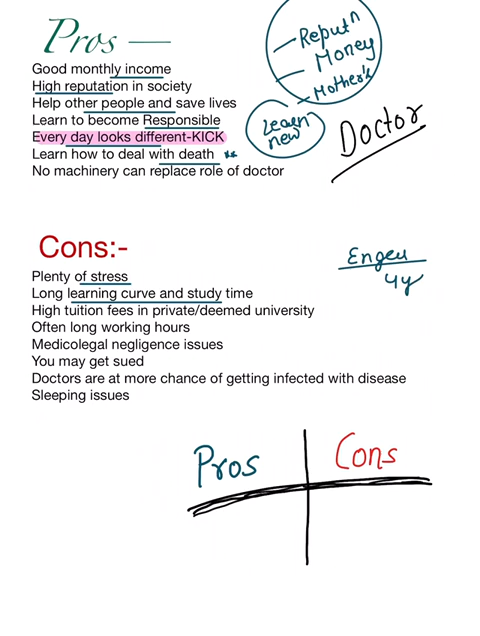 Pros —
Reputn
Money
Mother's
Learn
new
Doctor
Good monthly income
High reputation in society
Help other people and save lives
Learn to become Responsible
Every day looks different-KICK
Learn how to deal with death **
No machinery can replace role of doctor
Cons:-
Plenty of stress
Long learning curve and study time
High tuition fees in private/deemed university
Often long working hours
Medicolegal negligence issues
You may get sued
Doctors are at more chance of getting infected with disease
Sleeping issues
4y
Pros
Cons